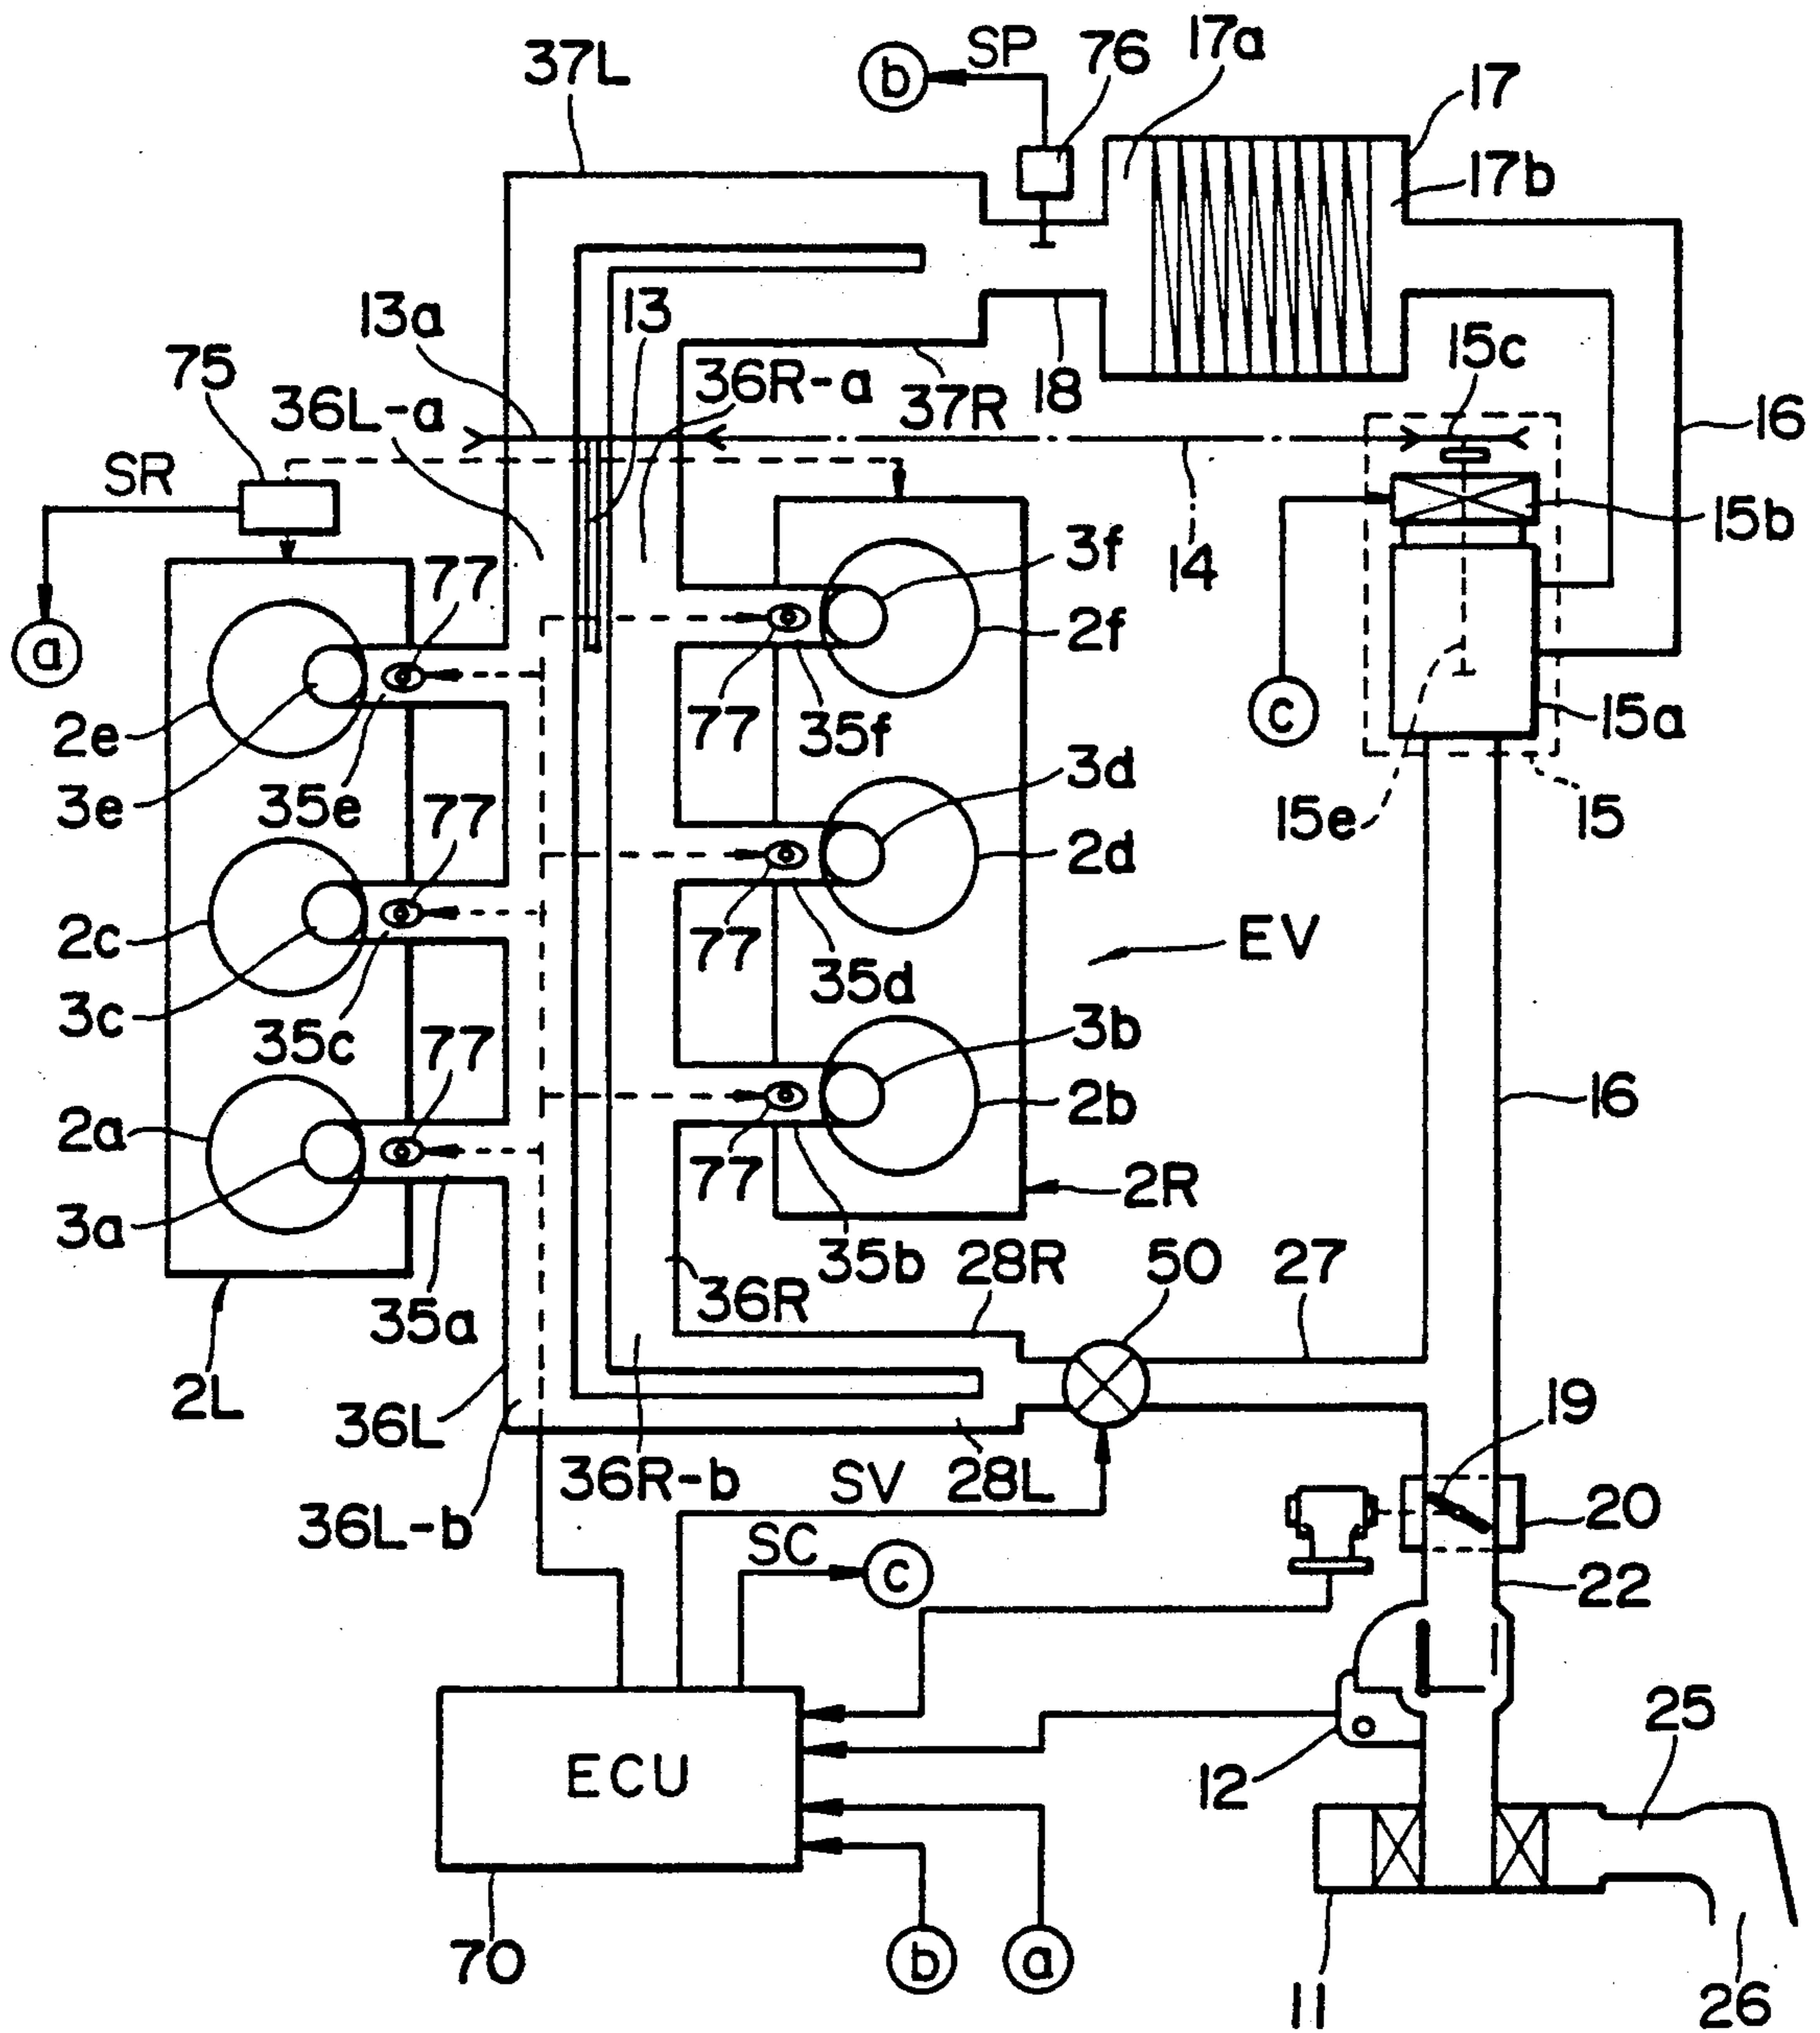 37L
b
SP
76
17a
17
17b
13a
13
36R-a
37R
18
15c
16
75
36L-a
SR
a
77
3f
2f
14
15b
2e
3e
35e
77
77
35f
c
15a
15e
15
3d
2d
2c
3c
35c
77
77
35d
EV
3b
2b
16
2a
3a
35a
77
35b
2R
36R
28R
50
27
2L
36L
36L-b
36R-b
SV
28L
19
20
SC
c
22
ECU
70
12
25
b
a
11
26